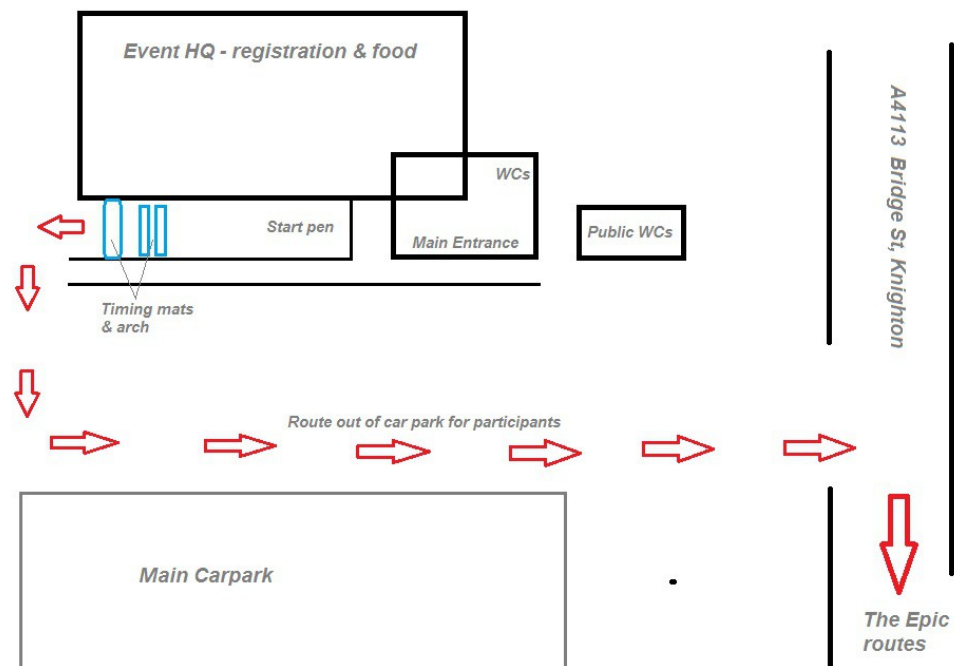 Event HQ - registration & food
WCs
Start pen
Main Entrance
Public WCs
A4113 Bridge St, Knighton
Timing mats
& arch
Route out of car park for participants
Main Carpark
The Epic
routes